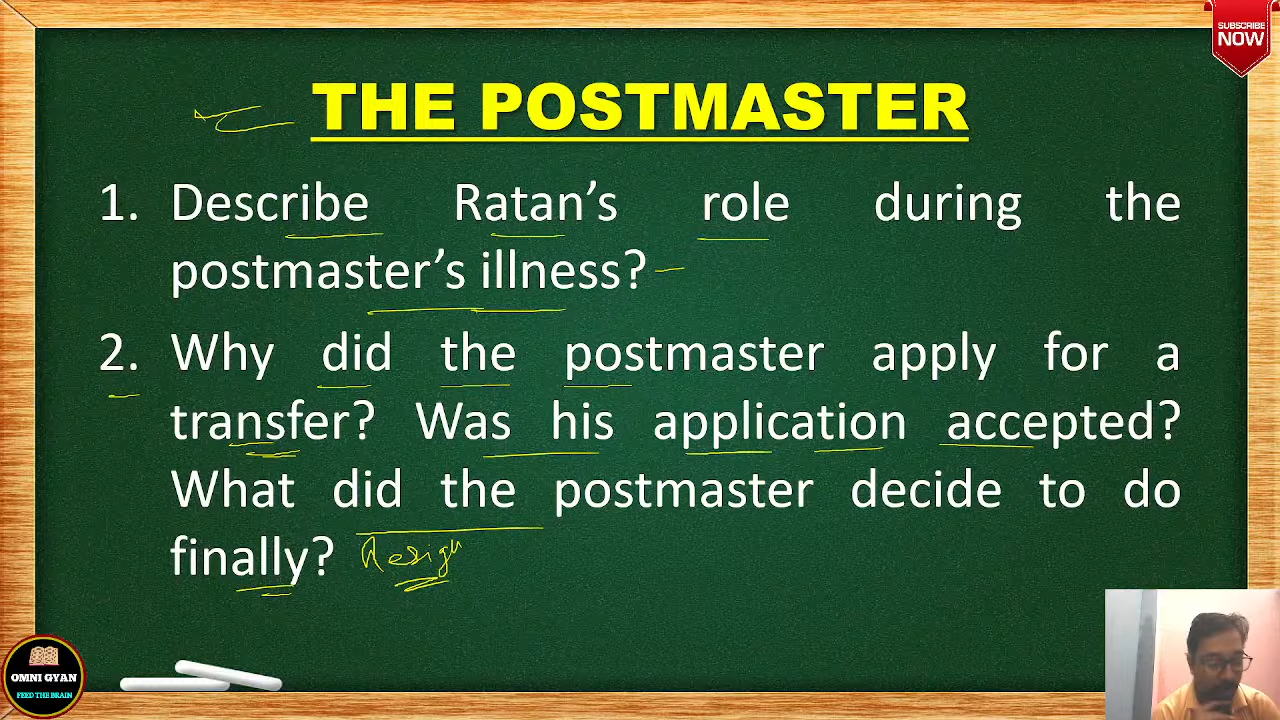 SUBSCRIBE
NOW
THE POSTMASTER
1. Describe Ratan's role during the
postmaster's illness?
2. Why did the postmaster apply for a
transfer? Was his application accepted?
What did the postmaster decide to do
finally? Resign
OMNI GYAN
FEED THE BRAIN